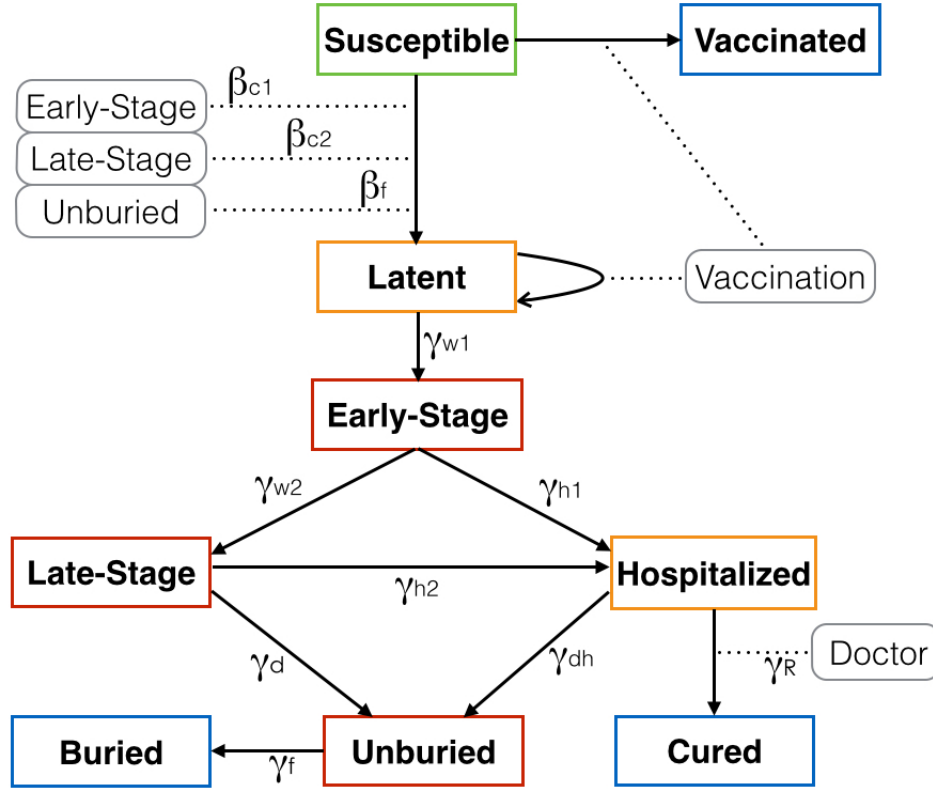 Susceptible
Vaccinated
Early-Stage
βc1
Late-Stage
βc2
Unburied
βf
Latent
Vaccination
γw1
Early-Stage
γw2
γh1
Late-Stage
γh2
Hospitalized
γd
γdh
γR
Doctor
Buried
γf
Unburied
Cured